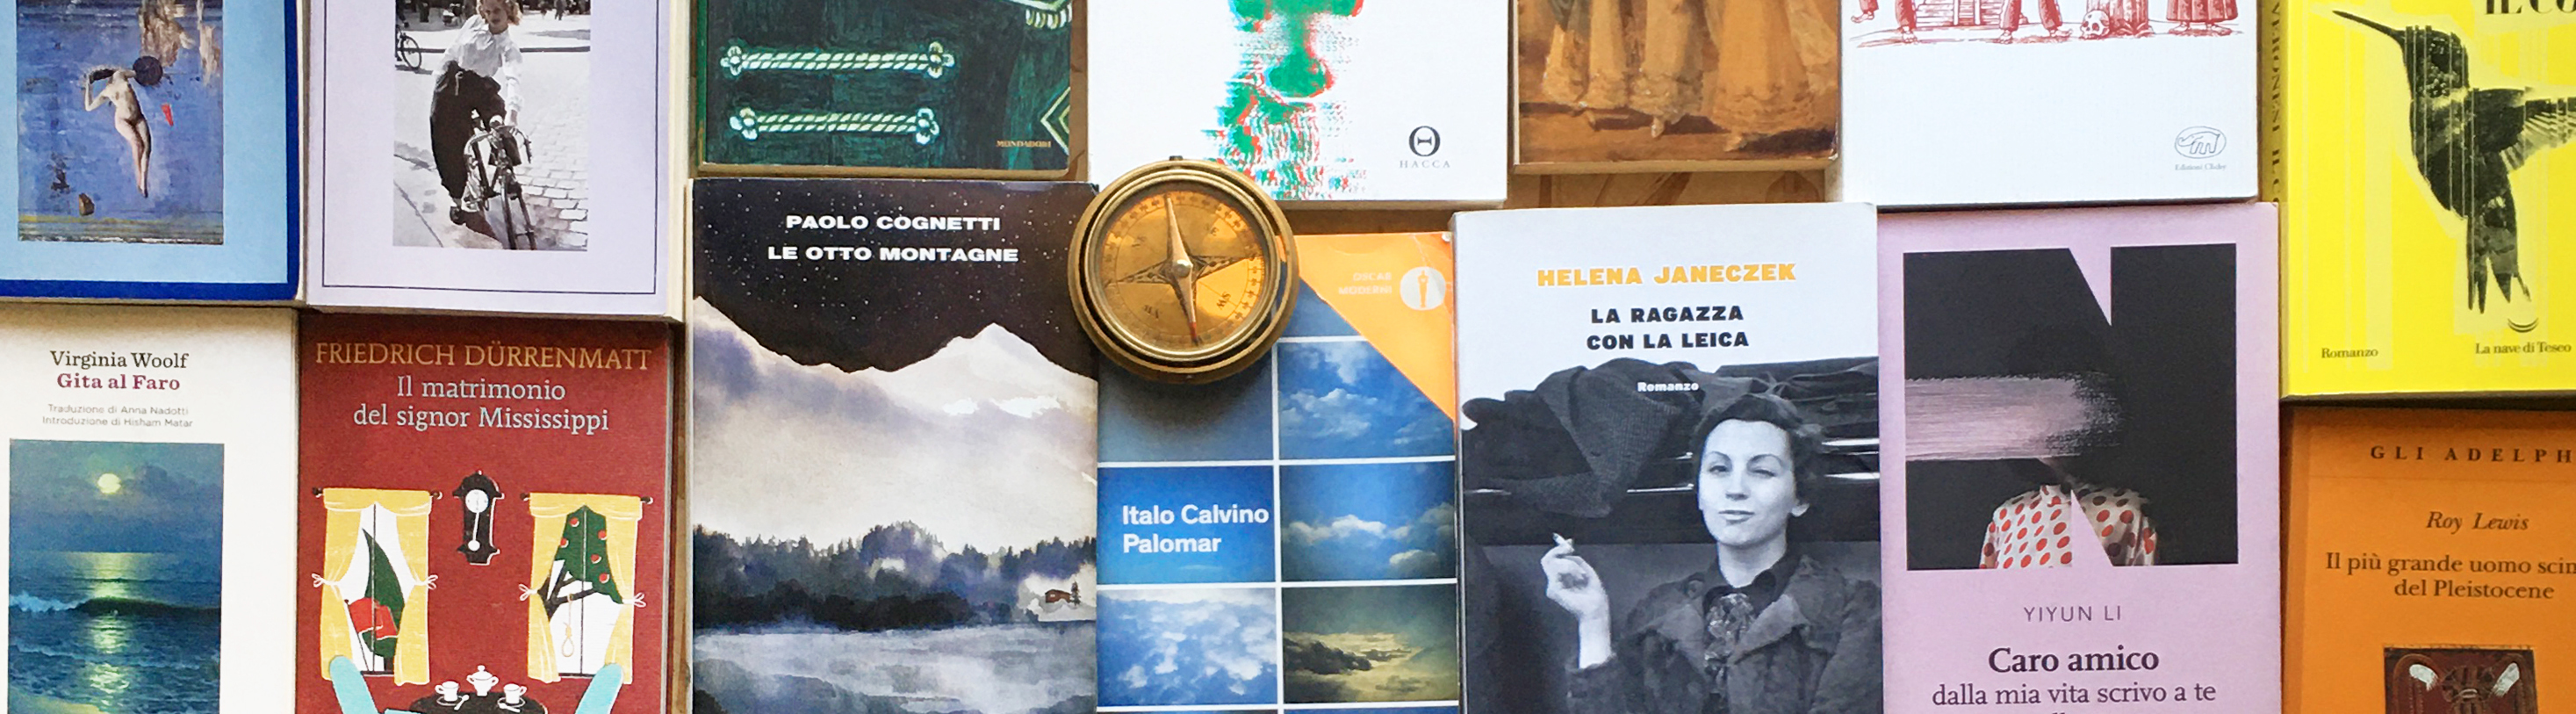 MONDADORI
HACCA
Edizioni Clichy
Romanzo
La nave di Teseo
Virginia Woolf
Gita al Faro
Traduzione di Anna Nadotti
Introduzione di Hisham Matar
FRIEDRICH DÜRRENMATT
Il matrimonio
del signor Mississippi
PAOLO COGNETTI
LE OTTO MONTAGNE
OSCAR
MODERNI
Italo Calvino
Palomar
HELENA JANECZEK
LA RAGAZZA
CON LA LEICA
Romanzo
YIYUN LI
Caro amico
dalla mia vita scrivo a te
GLI ADELPH
Roy Lewis
Il più grande uomo scim
del Pleistocene